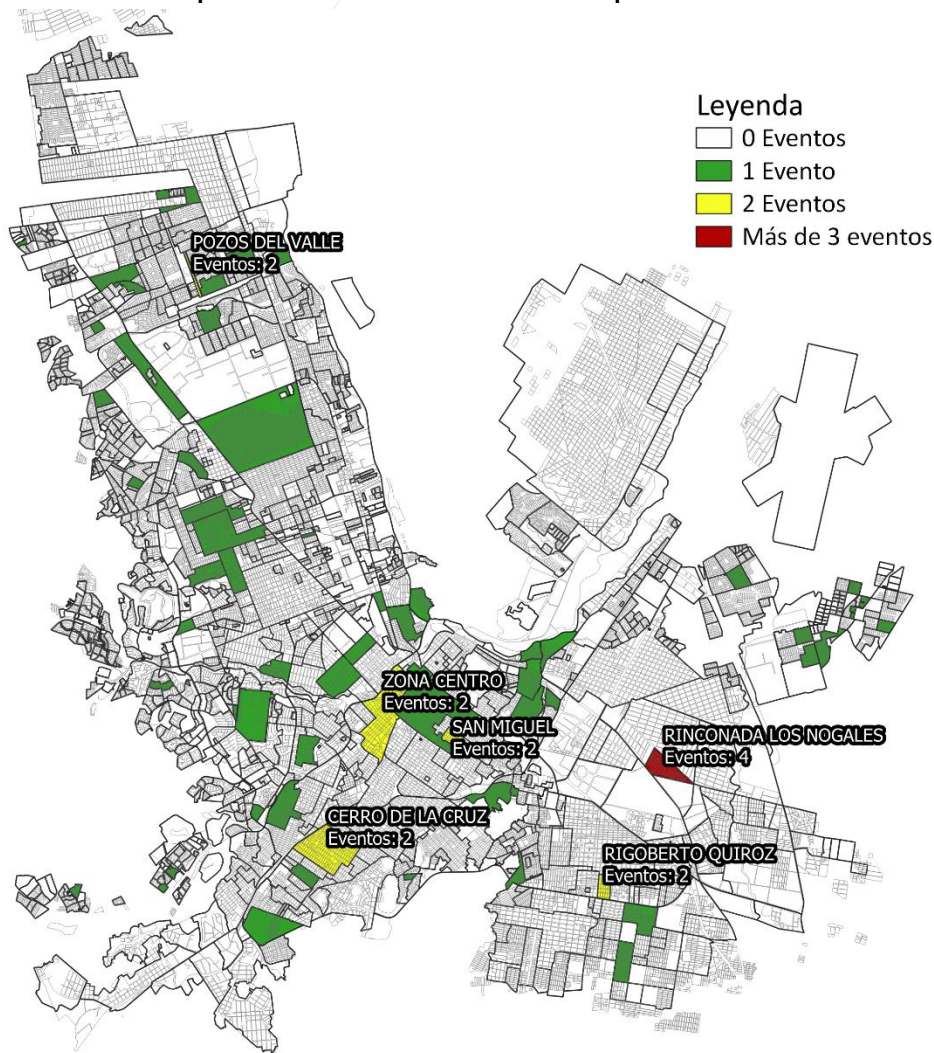 Leyenda
0 Eventos
1 Evento
2 Eventos
Más de 3 eventos
POZOS DEL VALLE
Eventos: 2
ZONA CENTRO
Eventos: 2
SAN MIGUEL
Eventos: 2
RINCONADA LOS NOGALES
Eventos: 4
CERRO DE LA CRUZ
Eventos: 2
RIGOBERTO QUIROZ
Eventos: 2